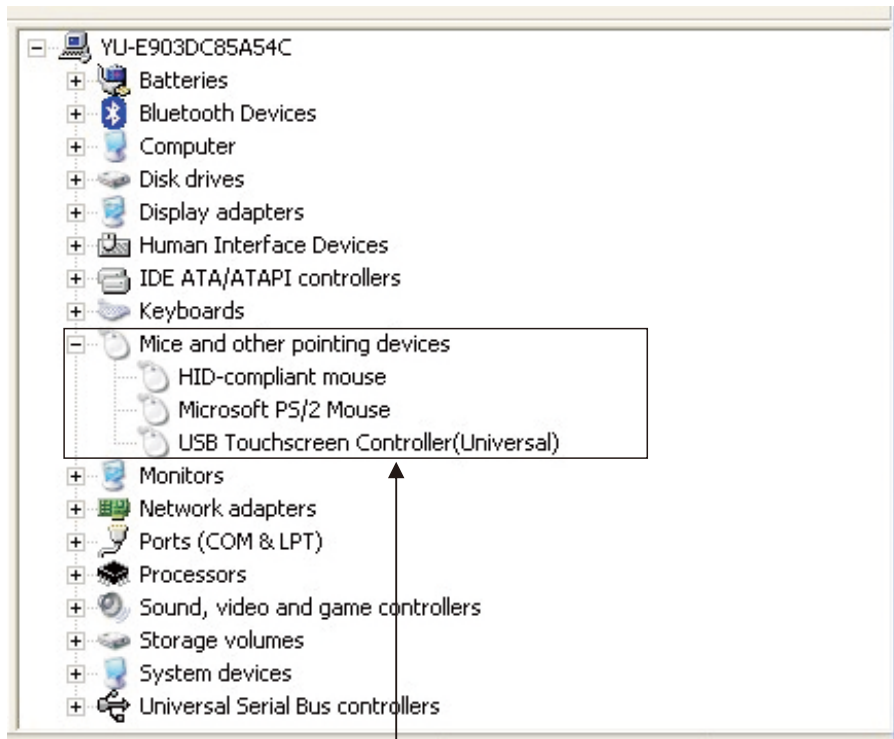 YU-E903DC85A54C
Batteries
Bluetooth Devices
Computer
Disk drives
Display adapters
Human Interface Devices
IDE ATA/ATAPI controllers
Keyboards
Mice and other pointing devices
HID-compliant mouse
Microsoft PS/2 Mouse
USB Touchscreen Controller(Universal)
Monitors
Network adapters
Ports (COM & LPT)
Processors
Sound, video and game controllers
Storage volumes
System devices
Universal Serial Bus controllers